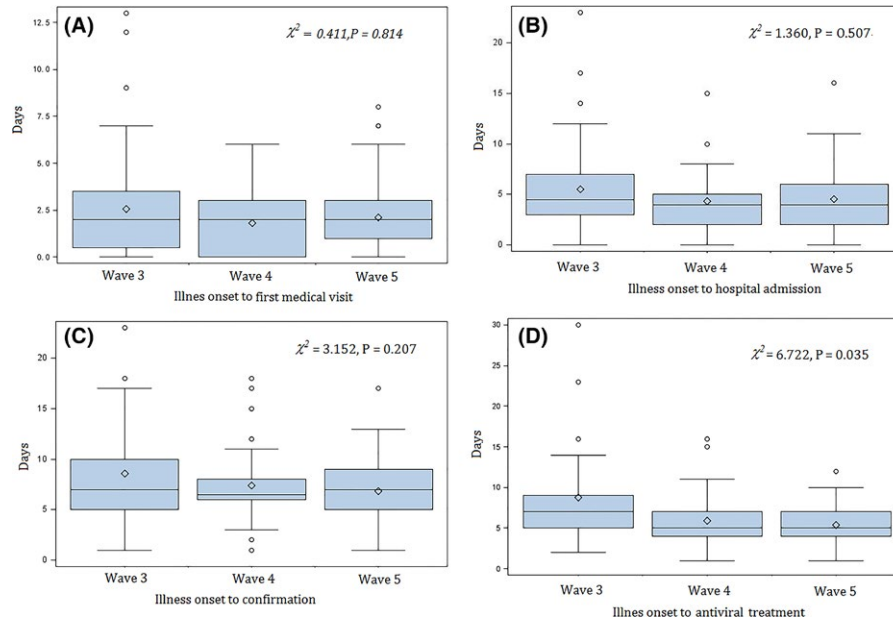 (A)
χ² = 0.411,P = 0.814
12.5
10.0
7.5
5.0
2.5
0.0
Days
Wave 3 Wave 4 Wave 5
Illnes onset to first medical visit
(B)
χ² = 1.360, P = 0.507
20
15
10
5
0
Days
Wave 3 Wave 4 Wave 5
Illness onset to hospital admission
(C)
χ² = 3.152, P = 0.207
20
15
10
5
0
Days
Wave 3 Wave 4 Wave 5
Illness onset to confirmation
(D)
χ² = 6.722, P = 0.035
30
25
20
15
10
5
0
Days
Wave 3 Wave 4 Wave 5
Illnes onset to antiviral treatment